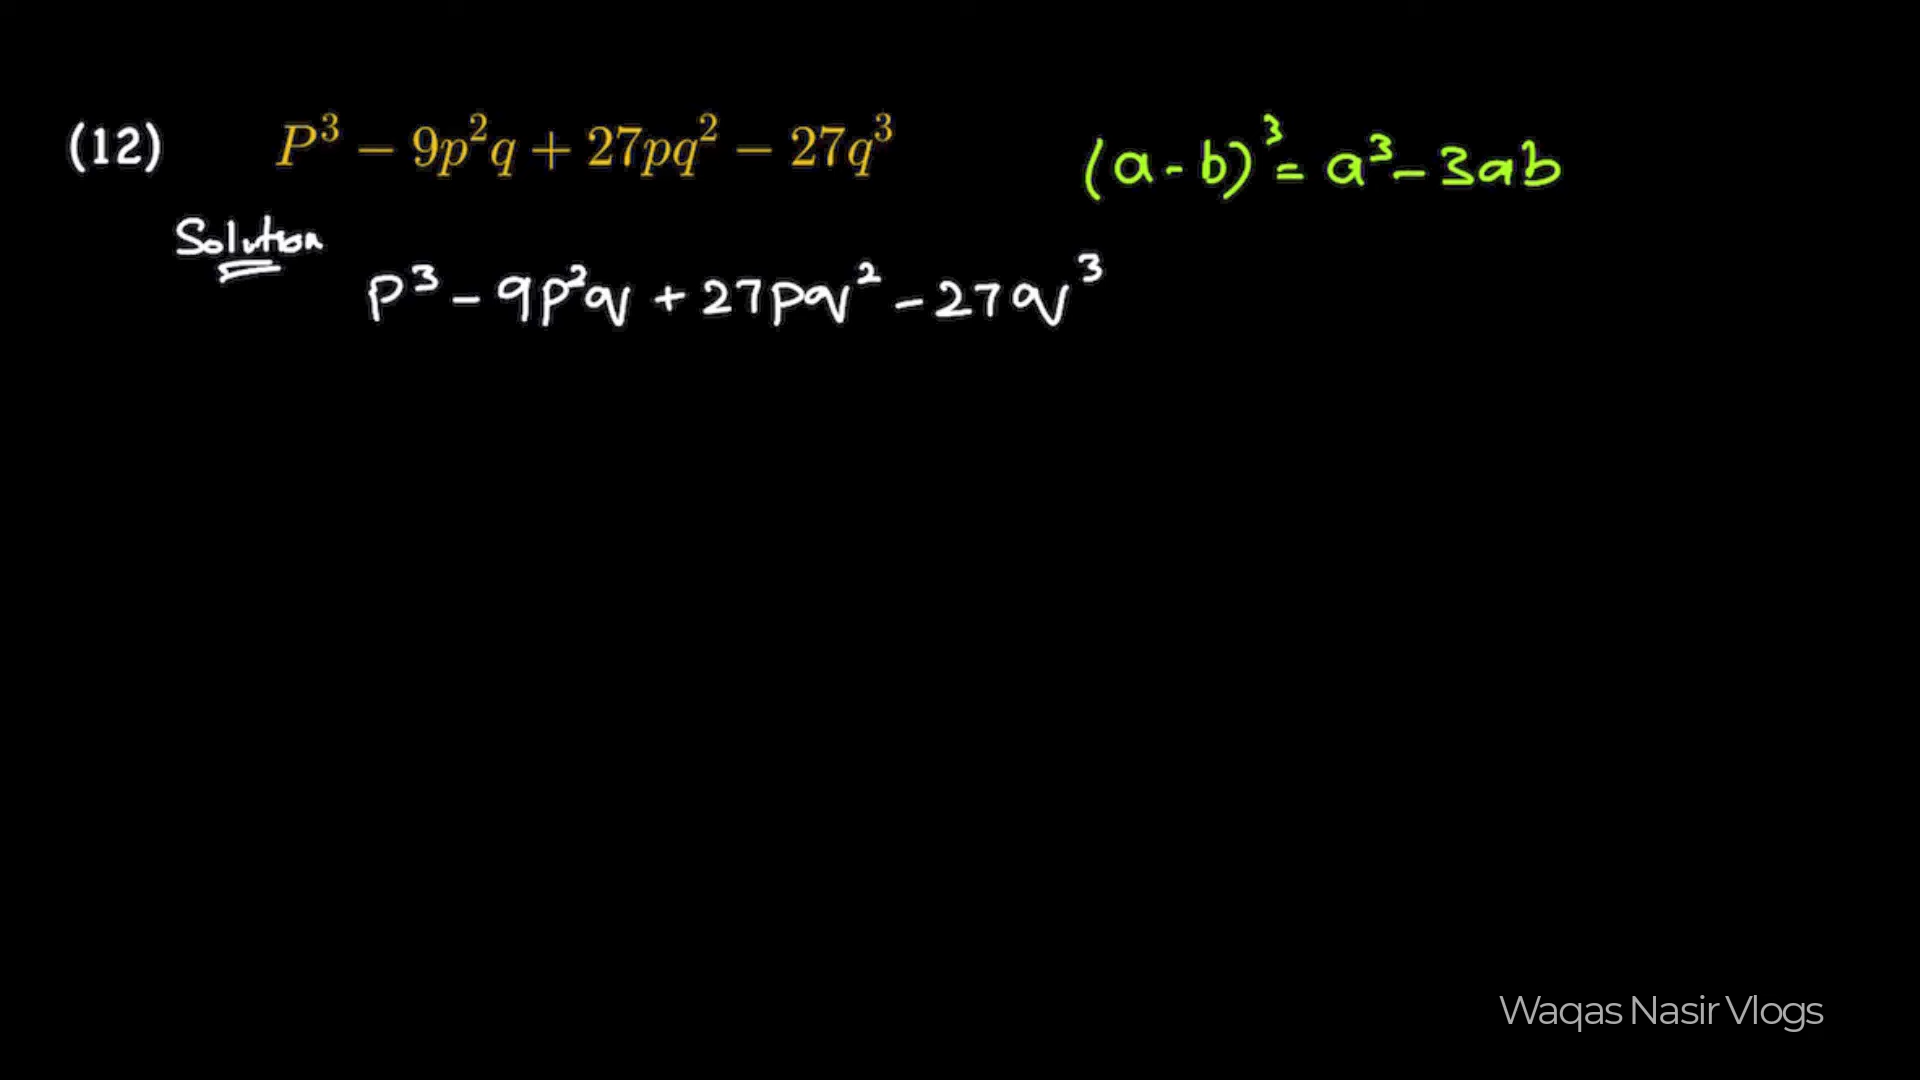 (12) P³ − 9p²q + 27pq² − 27q³ (a - b)³ = a³ - 3ab
Solution
p³ - 9p²q + 27pq² - 27q³
Waqas Nasir Vlogs